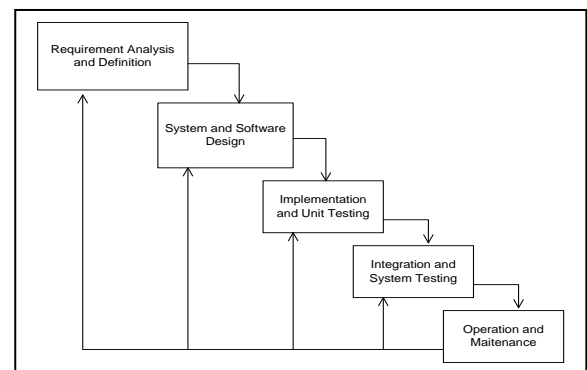 Requirement Analysis
and Definition
System and Software
Design
Implementation
and Unit Testing
Integration and
System Testing
Operation and
Maitenance